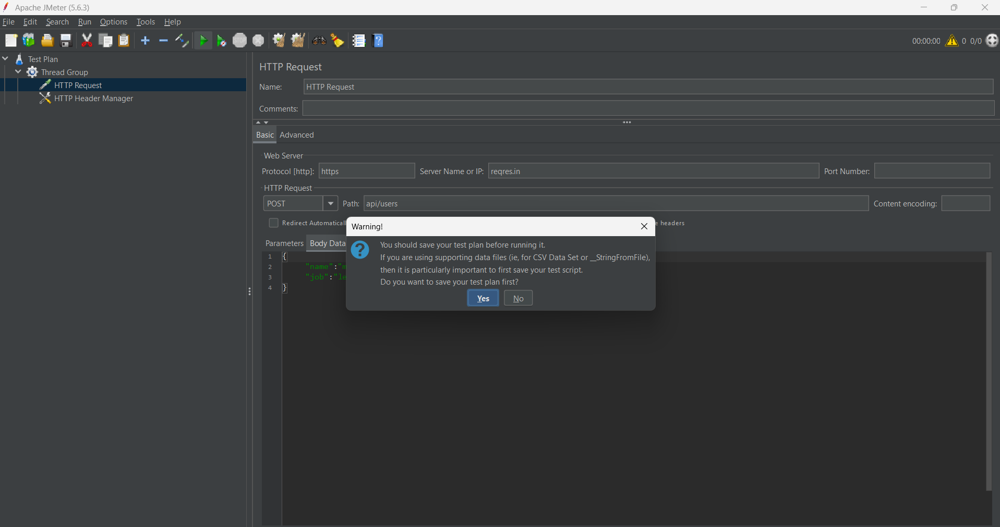 Apache JMeter (5.6.3)
File Edit Search Run Options Tools Help
STOP
00:00:00 0 0/0
Test Plan
Thread Group
HTTP Request
HTTP Header Manager
HTTP Request
Name: HTTP Request
Comments:
Basic Advanced
Web Server
Protocol [http]: https Server Name or IP: reqres.in Port Number:
HTTP Request
POST Path: api/users Content encoding:
Redirect headers
Parameters Body Data
Warning!
You should save your test plan before running it.
If you are using supporting data files (ie, for CSV Data Set or __StringFromFile),
then it is particularly important to first save your test script.
Do you want to save your test plan first?
Yes No
1 {
2 "name":"
3 "job":"le
4 }